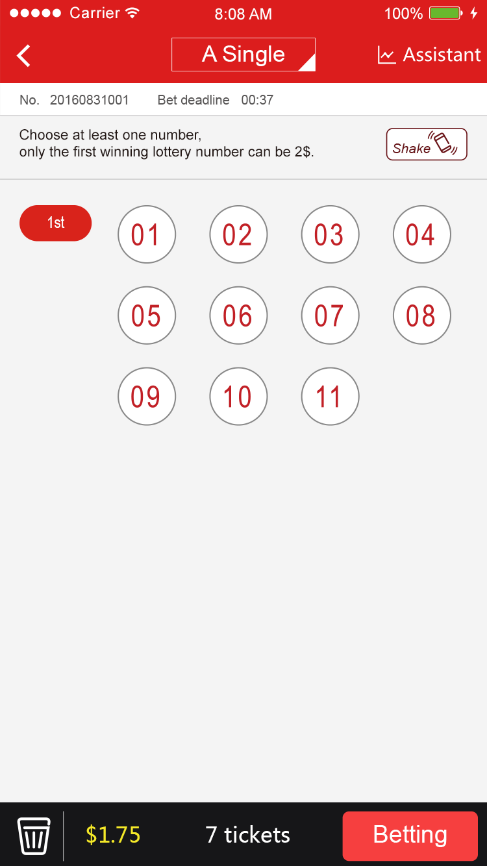 Carrier 8:08 AM 100%
A Single Assistant
No. 20160831001 Bet deadline 00:37
Choose at least one number,
only the first winning lottery number can be 2$.
Shake
1st 01 02 03 04
05 06 07 08
09 10 11
$1.75 7 tickets Betting